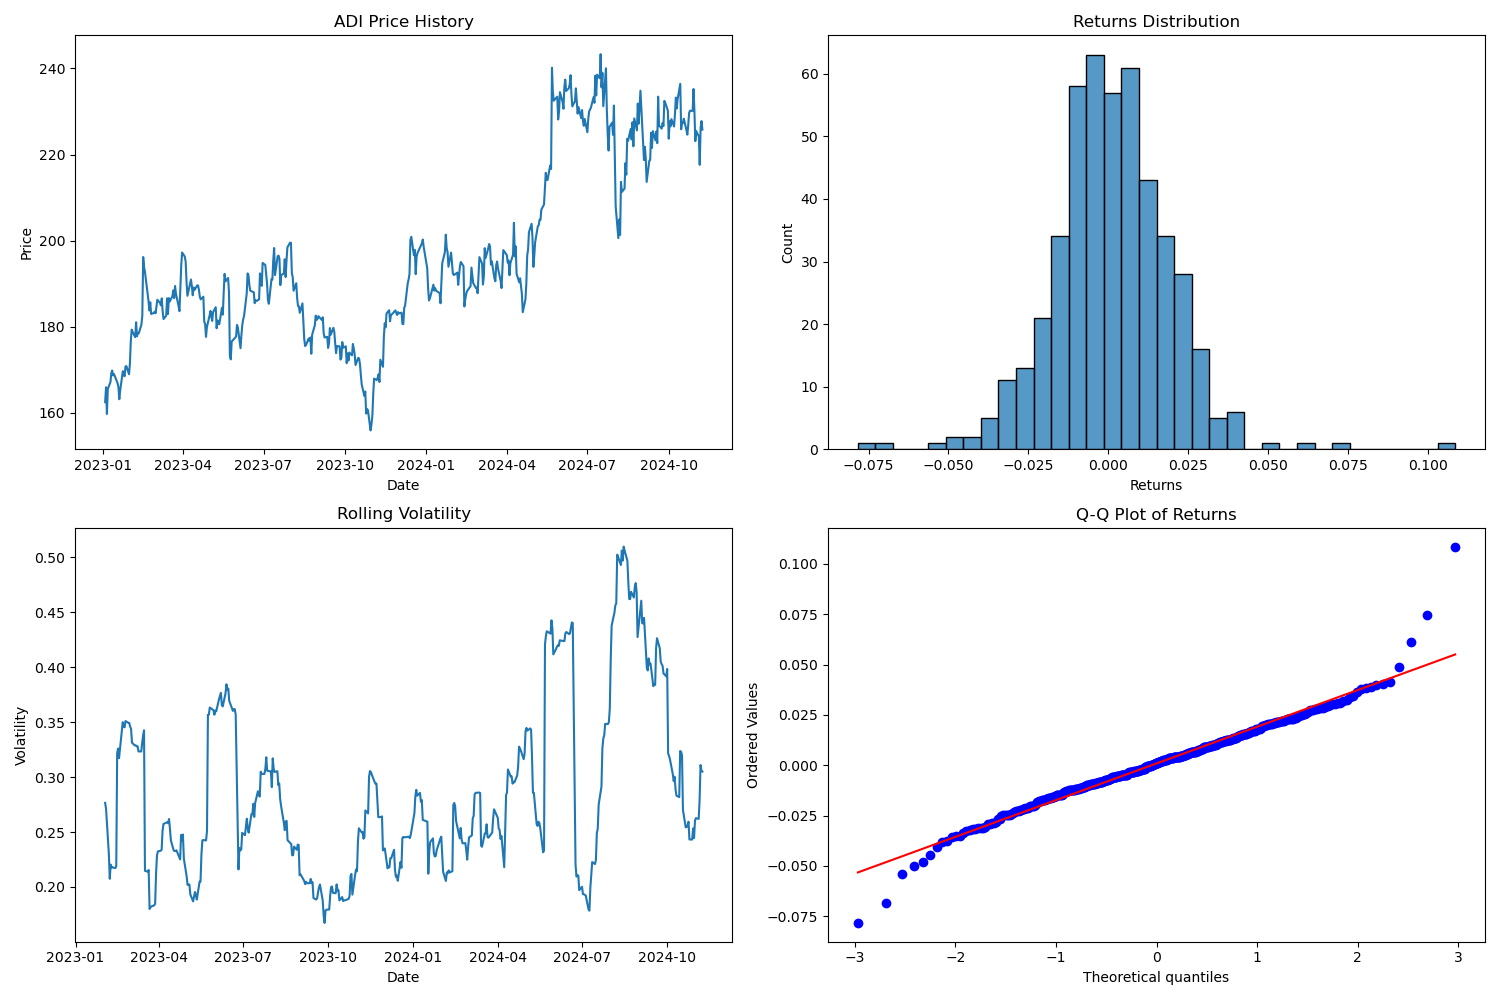 ADI Price History
240
220
200
180
160
Price
2023-01 2023-04 2023-07 2023-10 2024-01 2024-04 2024-07 2024-10
Date
Returns Distribution
60
50
40
30
20
10
0
Count
−0.075 −0.050 −0.025 0.000 0.025 0.050 0.075 0.100
Returns
Rolling Volatility
0.50
0.45
0.40
0.35
0.30
0.25
0.20
Volatility
2023-01 2023-04 2023-07 2023-10 2024-01 2024-04 2024-07 2024-10
Date
Q-Q Plot of Returns
0.100
0.075
0.050
0.025
0.000
−0.025
−0.050
−0.075
Ordered Values
−3 −2 −1 0 1 2 3
Theoretical quantiles